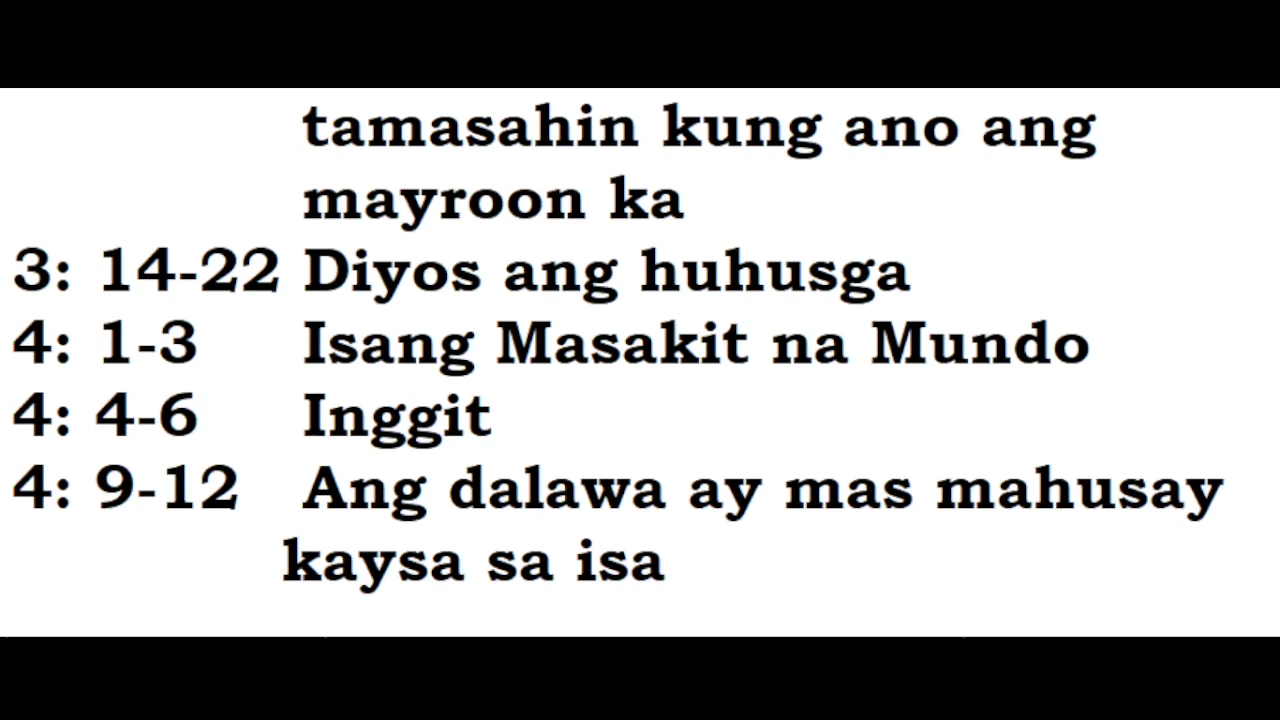 tamasahin kung ano ang
mayroon ka
3: 14-22 Diyos ang huhusga
4: 1-3 Isang Masakit na Mundo
4: 4-6 Inggit
4: 9-12 Ang dalawa ay mas mahusay
kaysa sa isa